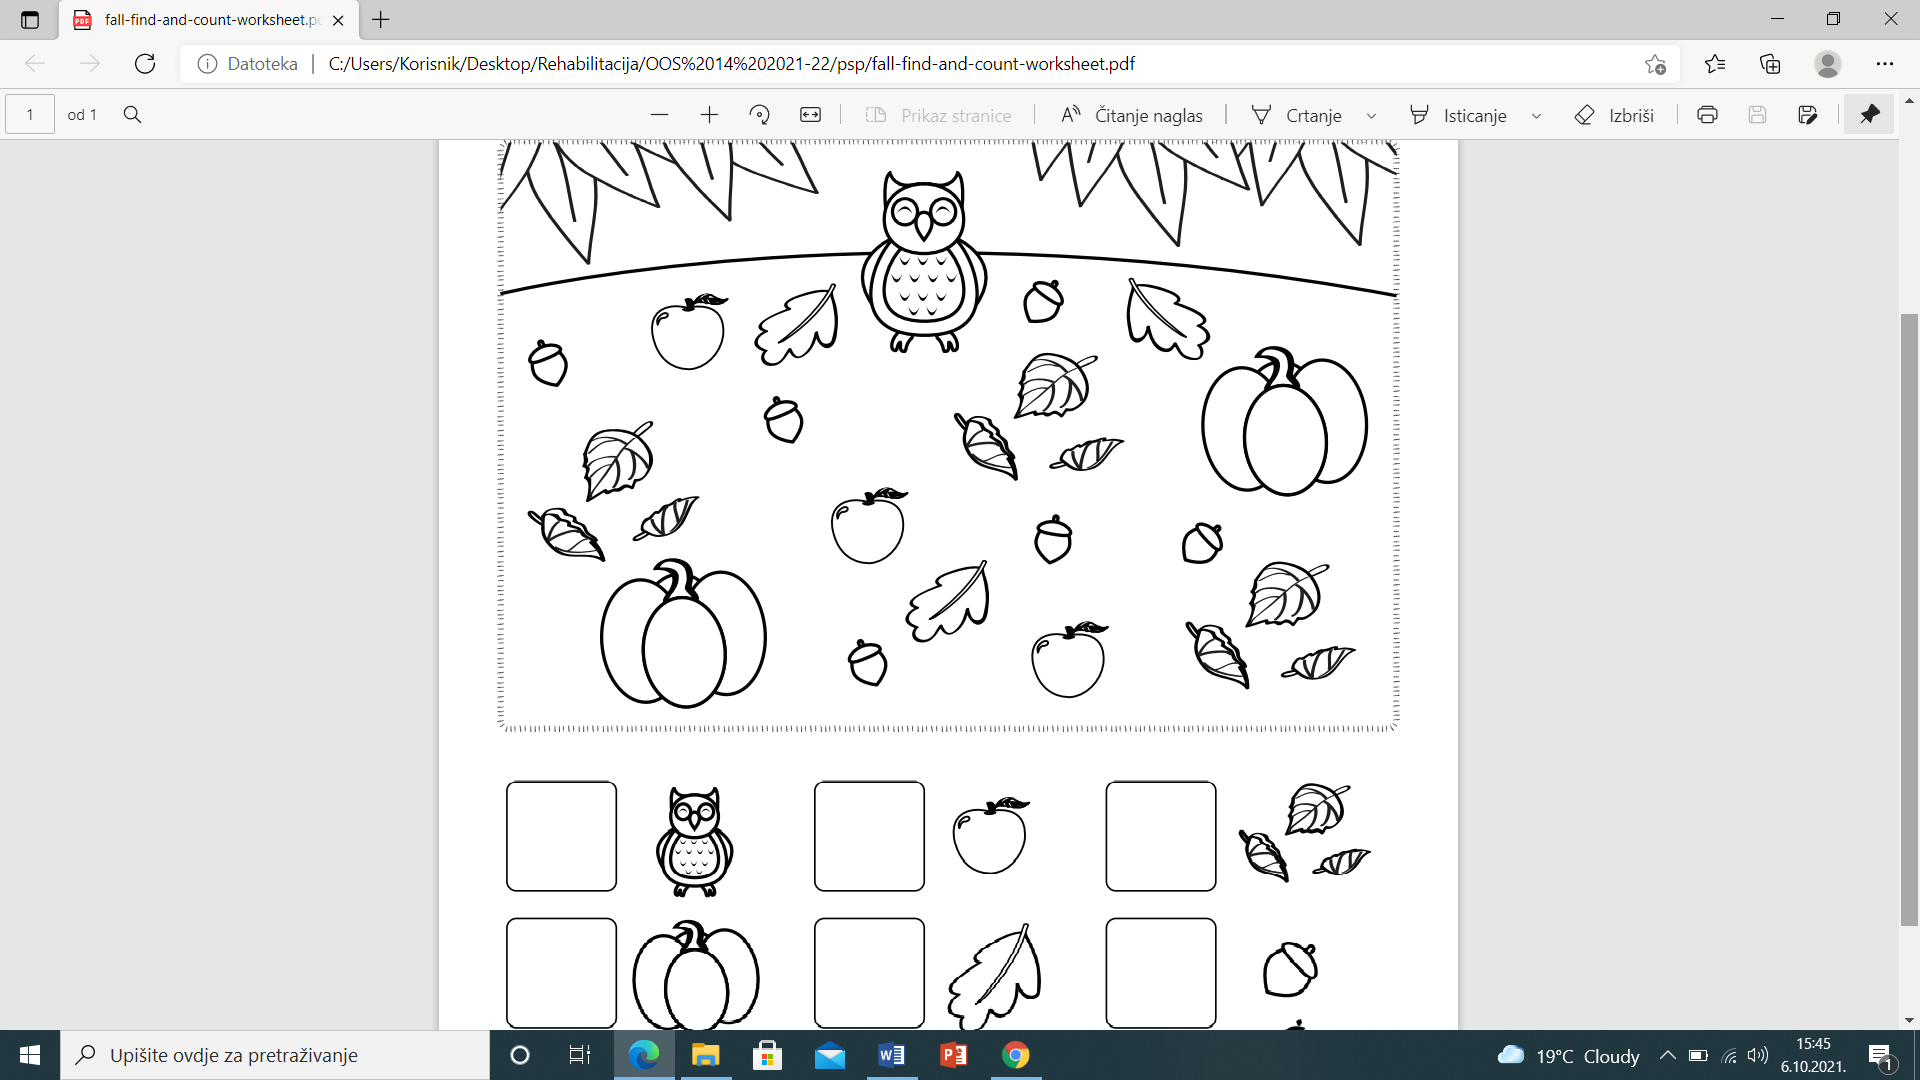 fall-find-and-count-worksheet.p
Datoteka | C:/Users/Korisnik/Desktop/Rehabilitacija/OOS%2014%202021-22/psp/fall-find-and-count-worksheet.pdf
1 od 1 Prikaz stranice Čitanje naglas Crtanje Isticanje Izbriši
Upišite ovdje za pretraživanje
19°C Cloudy
15:45
6.10.2021.
1